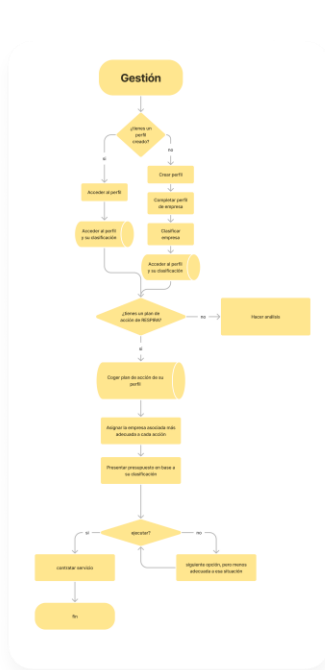 Gestión
¿tienes un
perfil
creado?
si
no
Acceder al perfil
Crear perfil
Completar perfil
de empresa
Acceder al perfil
y su clasificación
Clasificar
empresa
Acceder al perfil
y su clasificación
¿tienes un plan de
acción de RESPIRA?
no
Hacer análisis
si
Coger plan de acción de su
perfil
Asignar la empresa asociada más
adecuada a cada acción
Presentar presupuesto en base a
su clasificación
si
ejecutar?
no
contratar servicio
siguiente opción, pero menos
adecuada a esa situación
fin